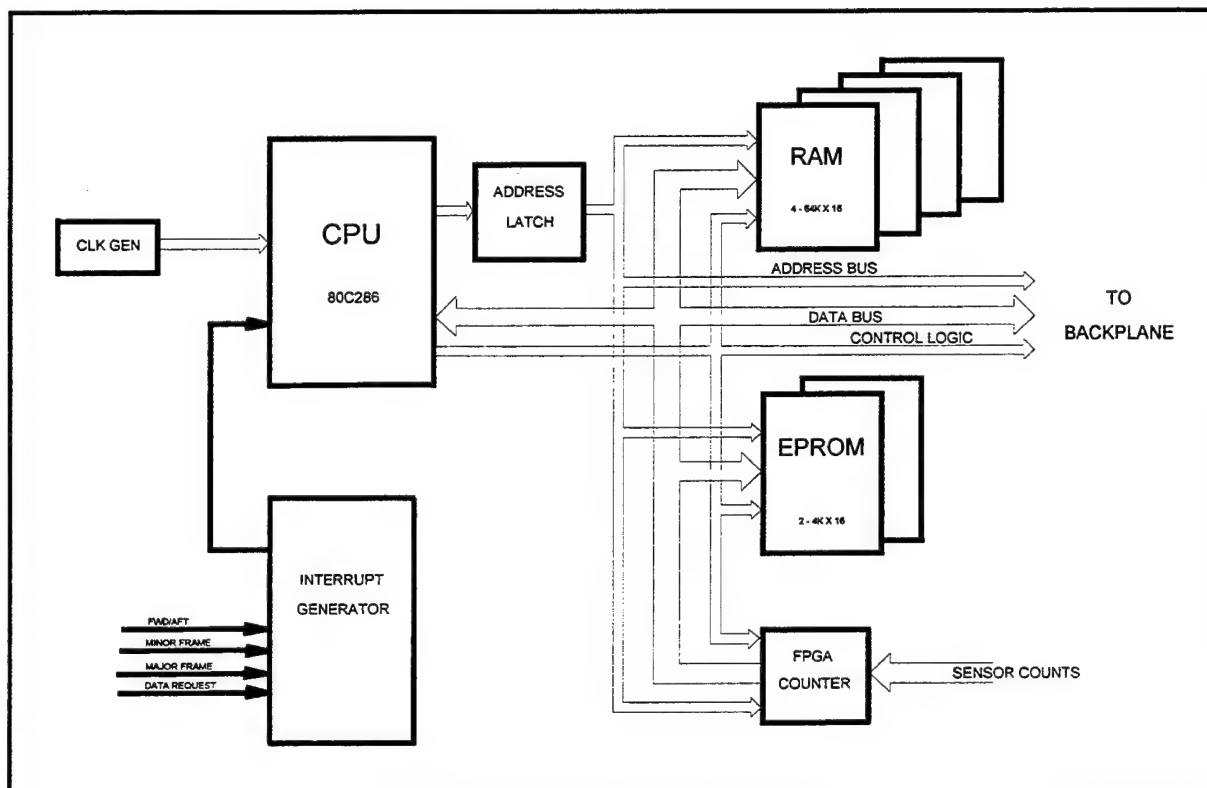 RAM
4 - 64K X 16
ADDRESS
LATCH
CPU
80C286
CLK GEN
ADDRESS BUS
DATA BUS
CONTROL LOGIC
TO
BACKPLANE
EPROM
2 - 4K X 16
INTERRUPT
GENERATOR
FWD/AFT
MINOR FRAME
MAJOR FRAME
DATA REQUEST
FPGA
COUNTER
SENSOR COUNTS